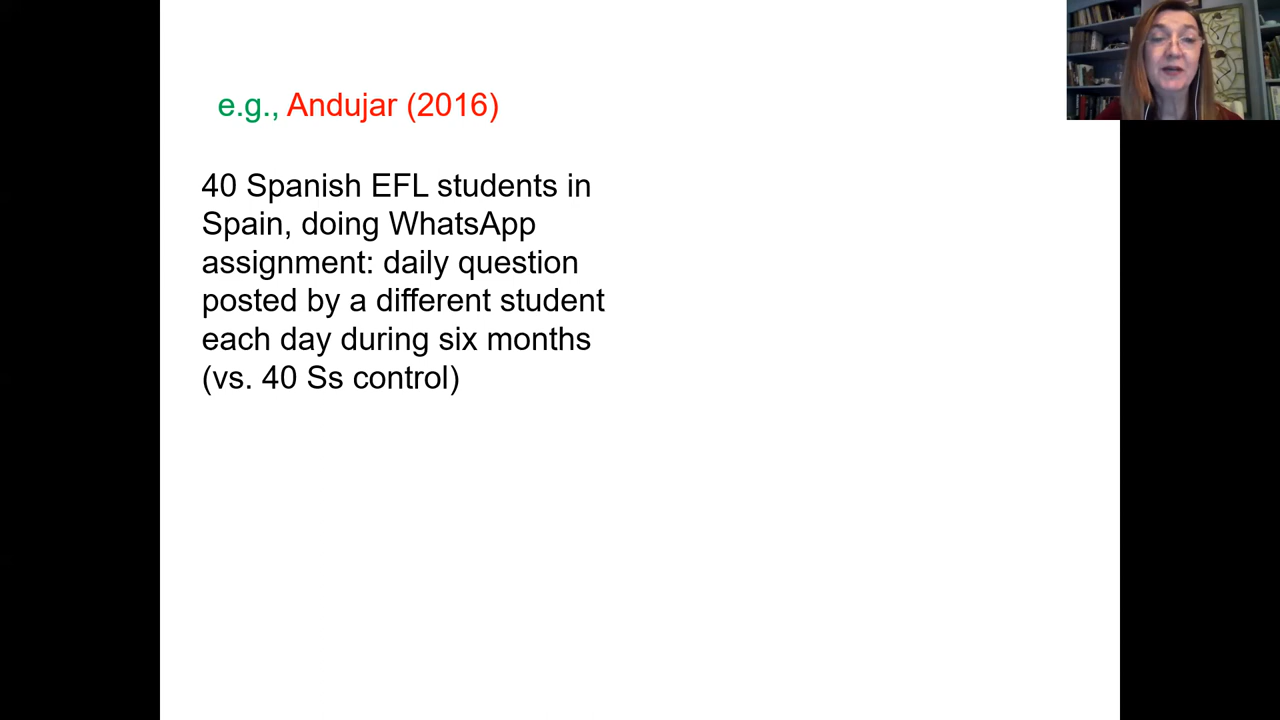 e.g., Andujar (2016)
40 Spanish EFL students in
Spain, doing WhatsApp
assignment: daily question
posted by a different student
each day during six months
(vs. 40 Ss control)